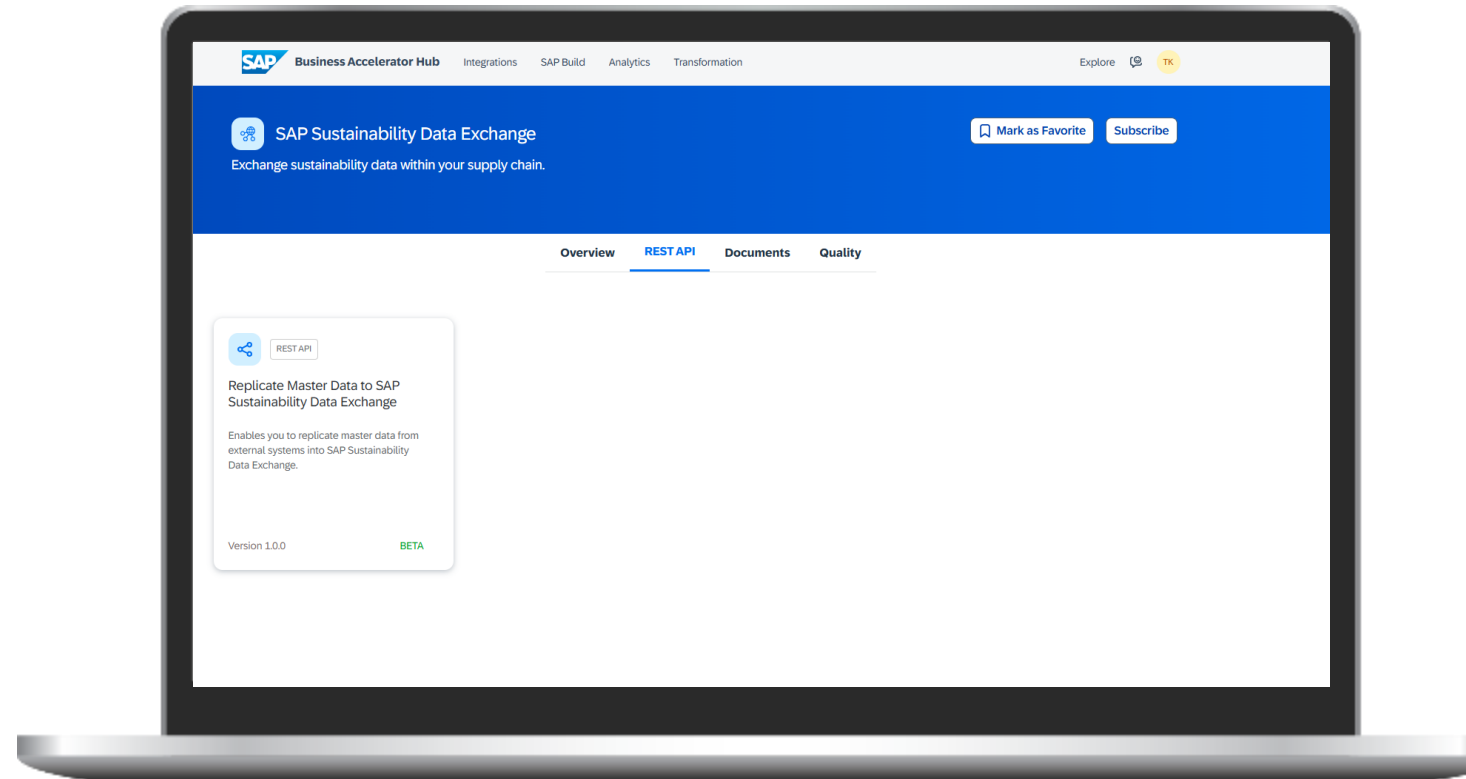 SAP Business Accelerator Hub Integrations SAP Build Analytics Transformation Explore TK
SAP Sustainability Data Exchange Mark as Favorite Subscribe
Exchange sustainability data within your supply chain.
Overview REST API Documents Quality
REST API
Replicate Master Data to SAP
Sustainability Data Exchange
Enables you to replicate master data from
external systems into SAP Sustainability
Data Exchange.
Version 1.0.0 BETA